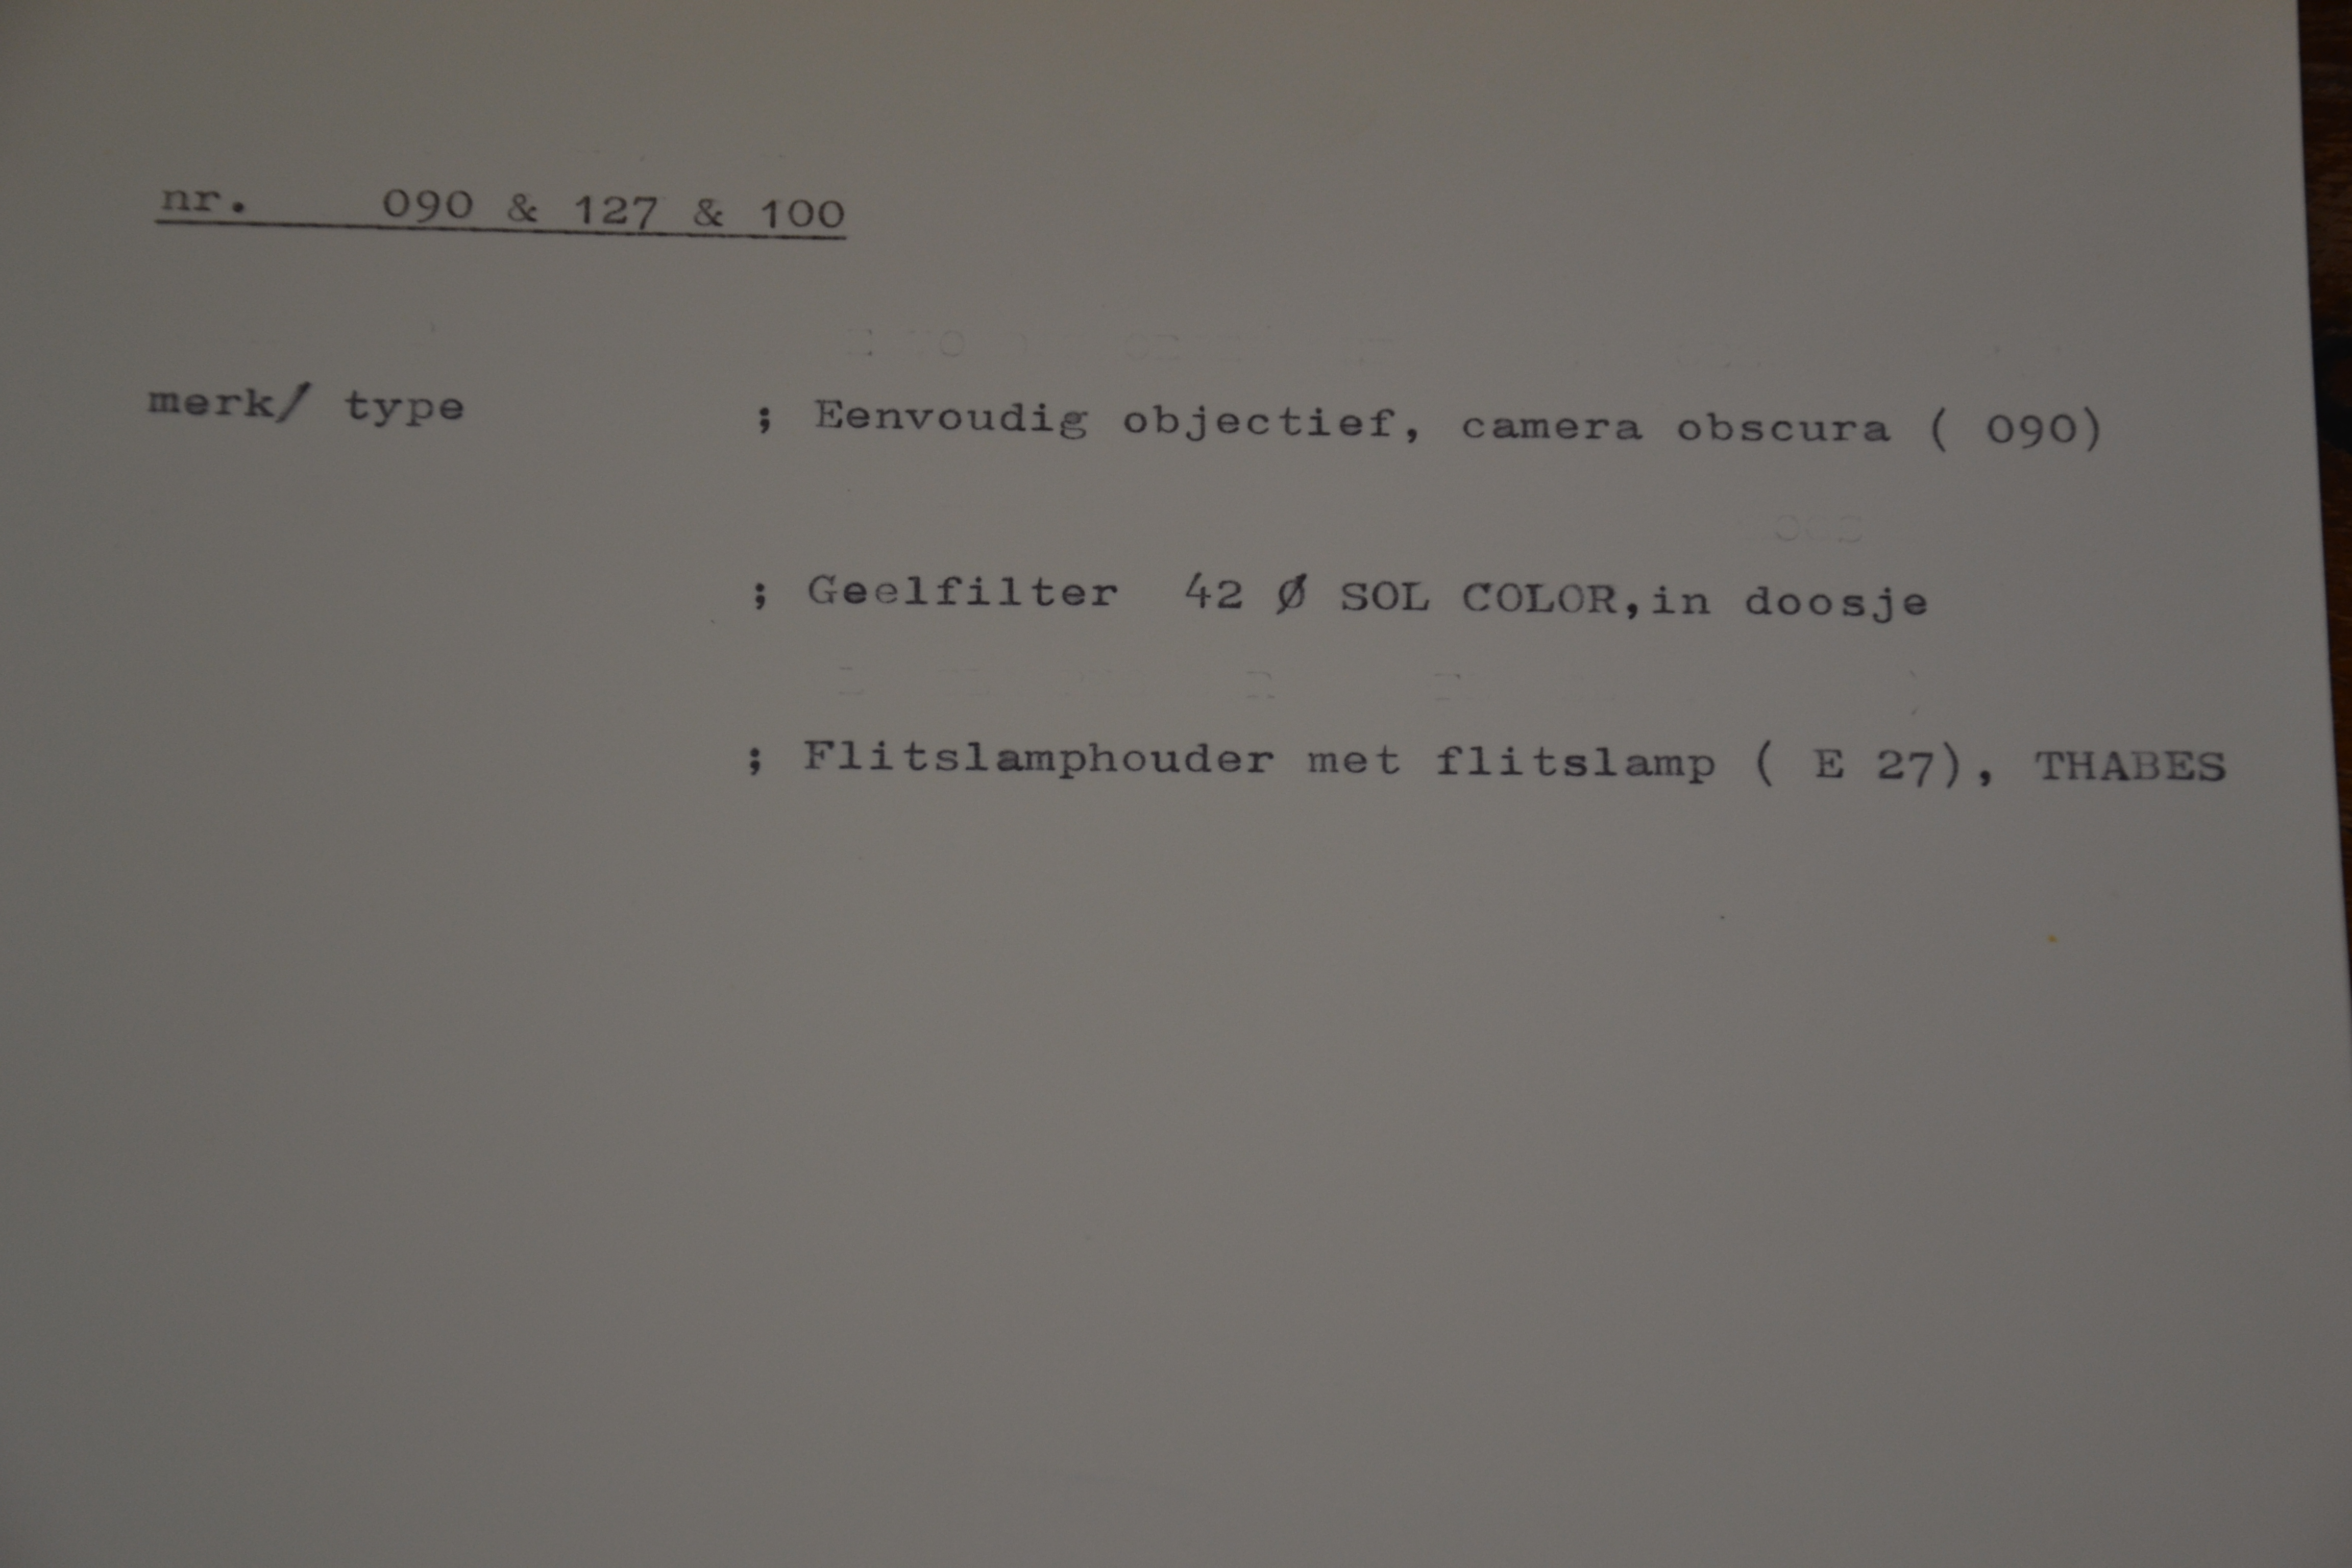 nr. 090 & 127 & 100
merk/ type ; Eenvoudig objectief, camera obscura ( 090)
; Geelfilter 42 Ø SOL COLOR,in doosje
; Flitslamphouder met flitslamp ( E 27), THABES